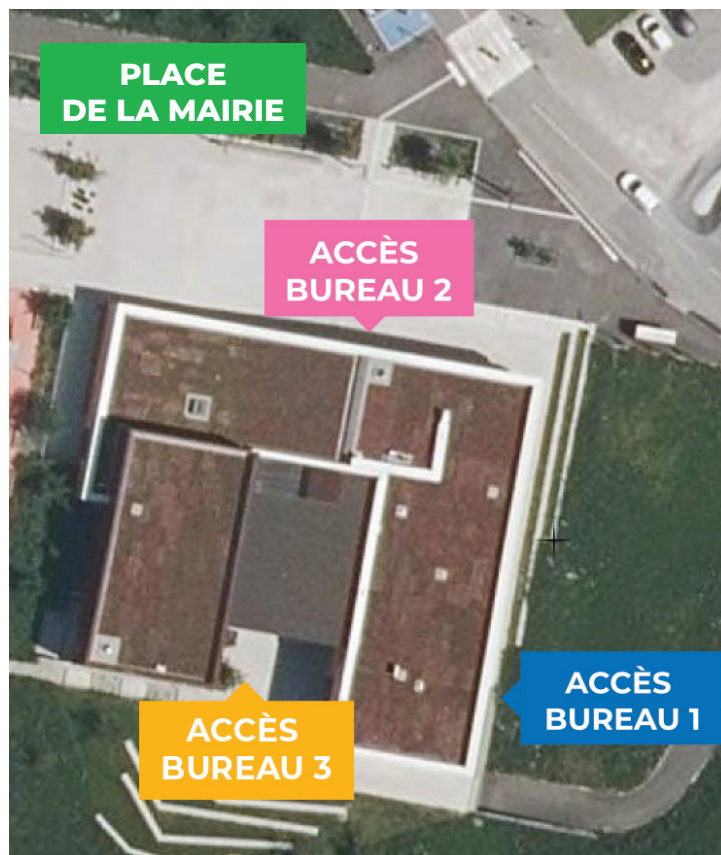 PLACE
DE LA MAIRIE
ACCÈS
BUREAU 2
ACCÈS
BUREAU 1
ACCÈS
BUREAU 3